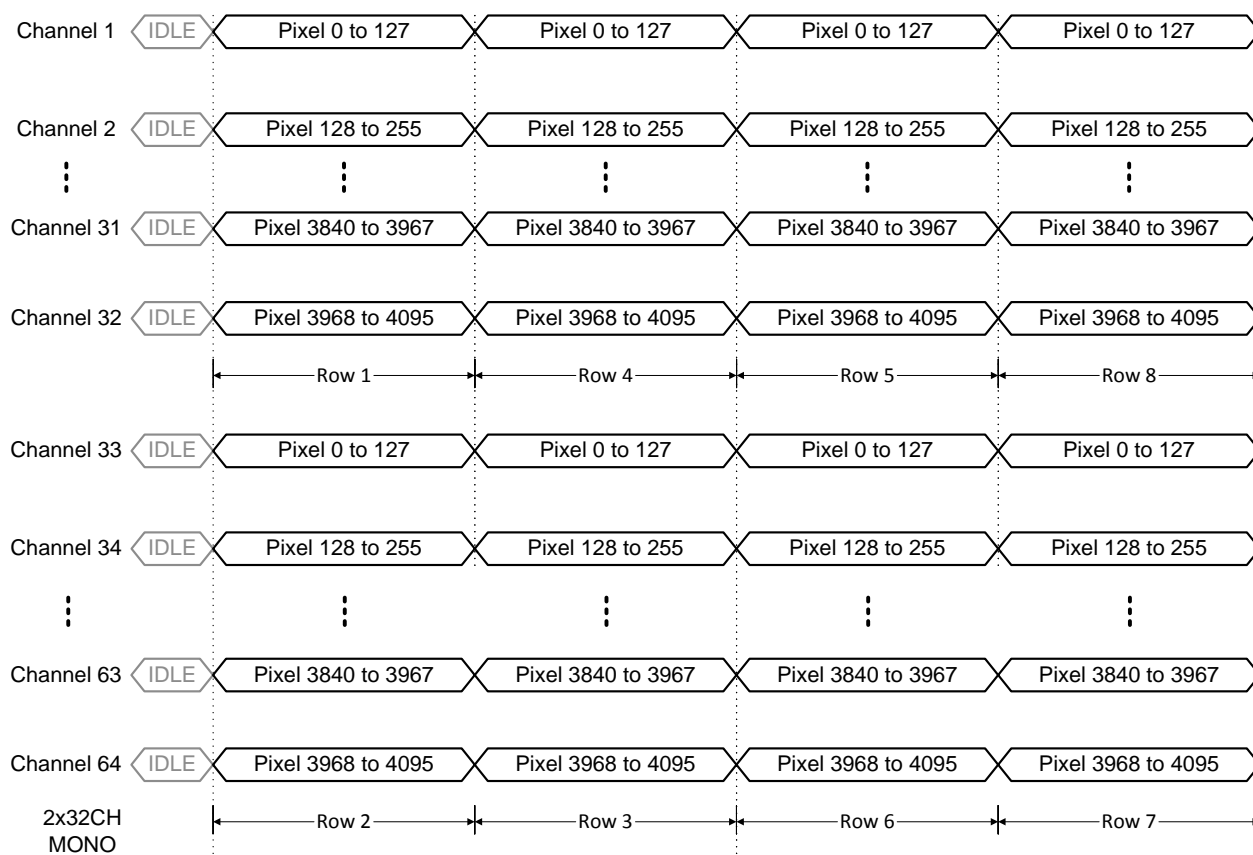 Channel 1 IDLE Pixel 0 to 127 Pixel 0 to 127 Pixel 0 to 127 Pixel 0 to 127
Channel 2 IDLE Pixel 128 to 255 Pixel 128 to 255 Pixel 128 to 255 Pixel 128 to 255
Channel 31 IDLE Pixel 3840 to 3967 Pixel 3840 to 3967 Pixel 3840 to 3967 Pixel 3840 to 3967
Channel 32 IDLE Pixel 3968 to 4095 Pixel 3968 to 4095 Pixel 3968 to 4095 Pixel 3968 to 4095
Row 1 Row 4 Row 5 Row 8
Channel 33 IDLE Pixel 0 to 127 Pixel 0 to 127 Pixel 0 to 127 Pixel 0 to 127
Channel 34 IDLE Pixel 128 to 255 Pixel 128 to 255 Pixel 128 to 255 Pixel 128 to 255
Channel 63 IDLE Pixel 3840 to 3967 Pixel 3840 to 3967 Pixel 3840 to 3967 Pixel 3840 to 3967
Channel 64 IDLE Pixel 3968 to 4095 Pixel 3968 to 4095 Pixel 3968 to 4095 Pixel 3968 to 4095
2x32CH
MONO
Row 2 Row 3 Row 6 Row 7